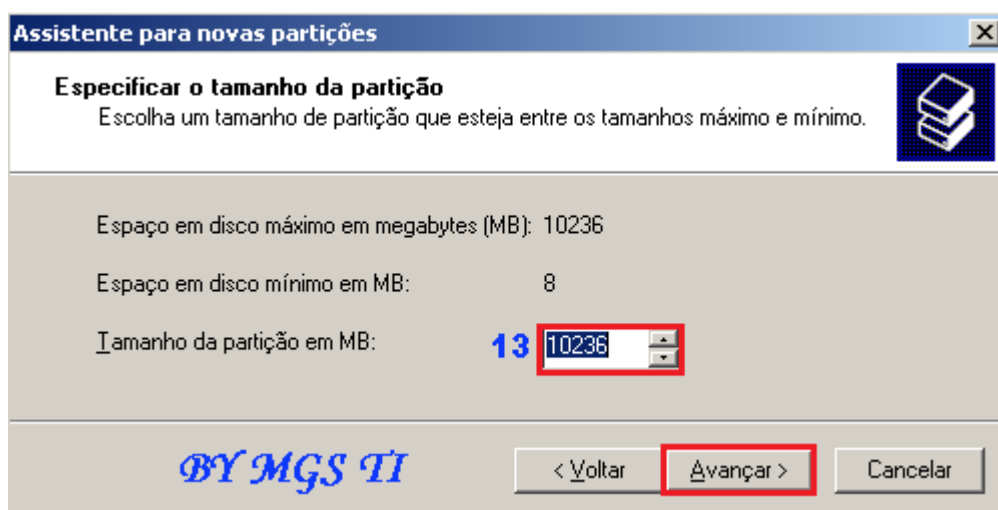 Assistente para novas partições
Especificar o tamanho da partição
Escolha um tamanho de partição que esteja entre os tamanhos máximo e mínimo.
Espaço em disco máximo em megabytes (MB): 10236
Espaço em disco mínimo em MB: 8
Tamanho da partição em MB: 13 10236
BY MGS TI < Voltar Avançar > Cancelar